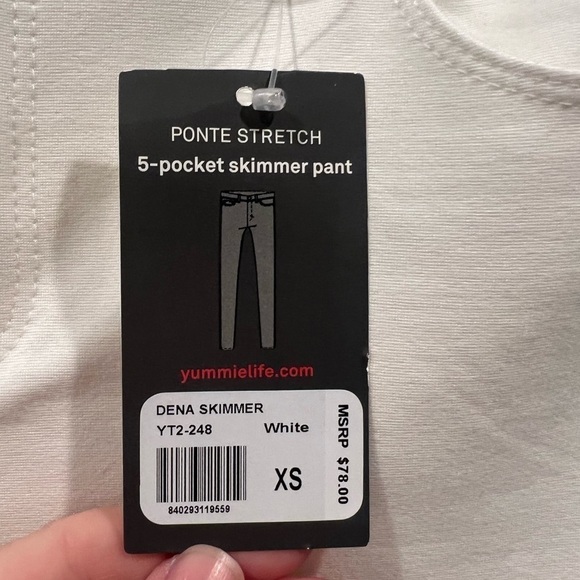 PONTE STRETCH
5-pocket skimmer pant
yummielife.com
DENA SKIMMER
YT2-248 White
XS
840293119559
MSRP $78.00